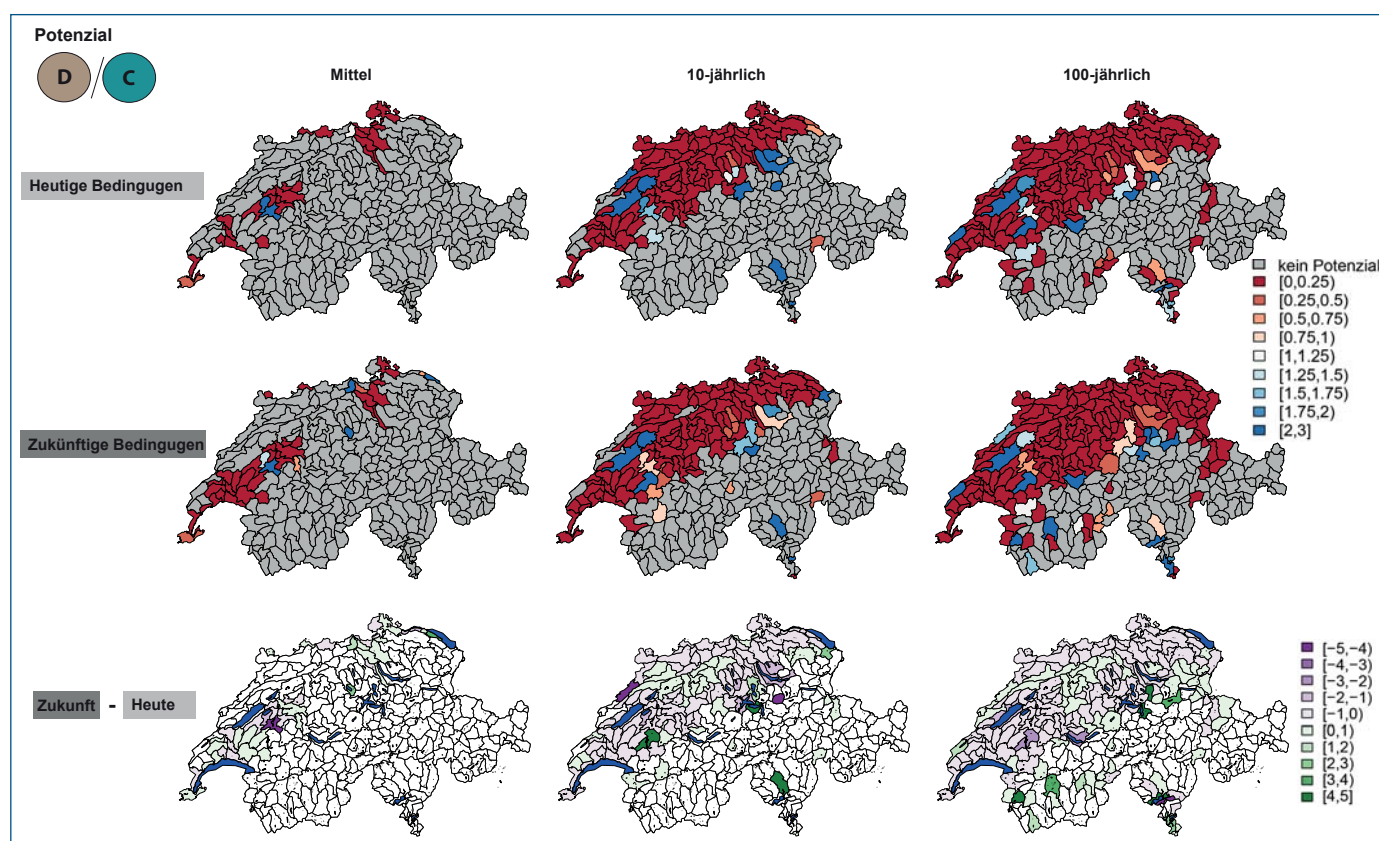 Potenzial
D / C
Mittel
10-jährlich
100-jährlich
Heutige Bedingugen
kein Potenzial
[0,0.25)
[0.25,0.5)
[0.5,0.75)
[0.75,1)
[1,1.25)
[1.25,1.5)
[1.5,1.75)
[1.75,2)
[2,3]
Zukünftige Bedingugen
Zukunft - Heute
[−5,−4)
[−4,−3)
[−3,−2)
[−2,−1)
[−1,0)
[0,1)
[1,2)
[2,3)
[3,4)
[4,5]